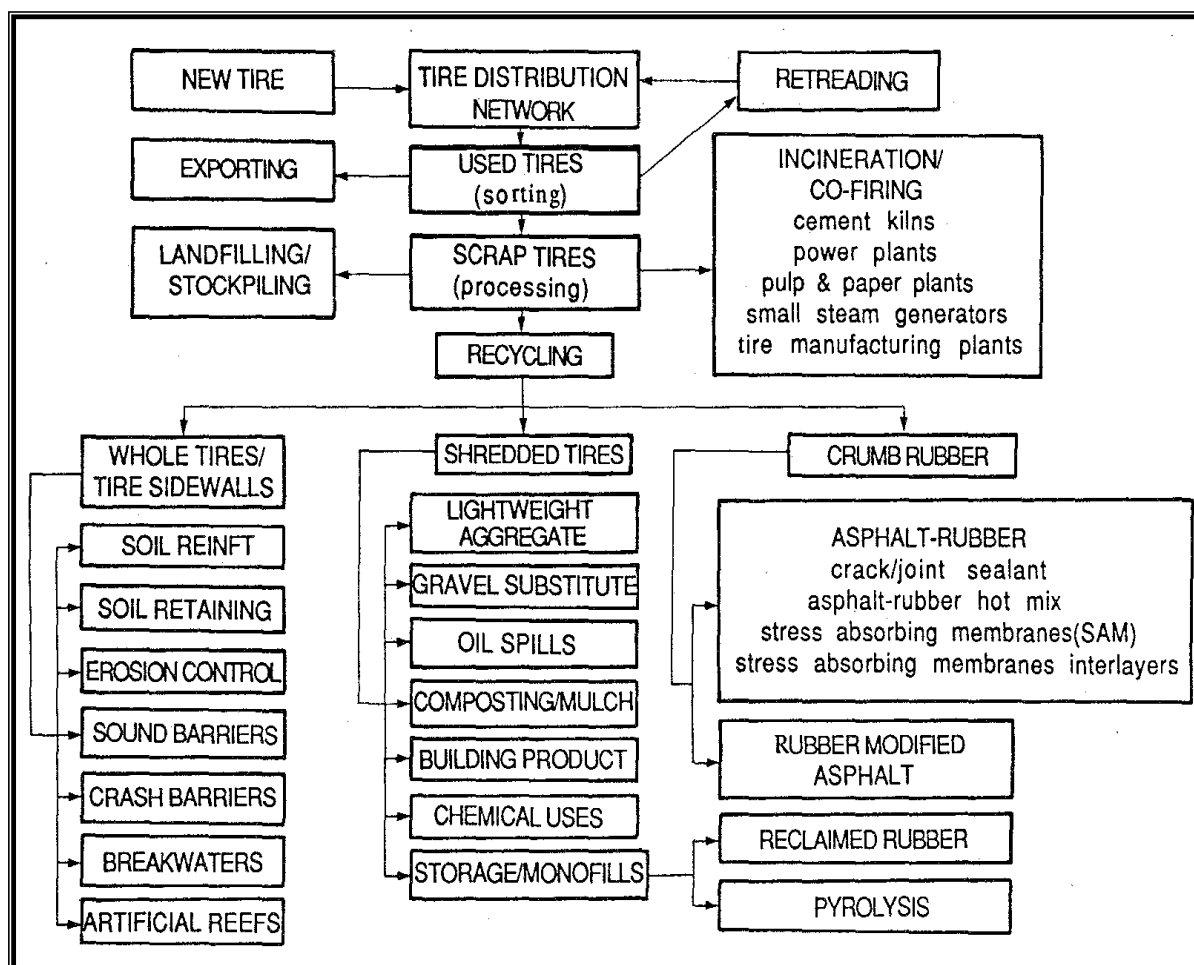 NEW TIRE
TIRE DISTRIBUTION
NETWORK
RETREADING
EXPORTING
USED TIRES
(sorting)
INCINERATION/
CO-FIRING
cement kilns
power plants
pulp & paper plants
small steam generators
tire manufacturing plants
LANDFILLING/
STOCKPILING
SCRAP TIRES
(processing)
RECYCLING
WHOLE TIRES/
TIRE SIDEWALLS
SOIL REINFT
SOIL RETAINING
EROSION CONTROL
SOUND BARRIERS
CRASH BARRIERS
BREAKWATERS
ARTIFICIAL REEFS
SHREDDED TIRES
LIGHTWEIGHT
AGGREGATE
GRAVEL SUBSTITUTE
OIL SPILLS
COMPOSTING/MULCH
BUILDING PRODUCT
CHEMICAL USES
STORAGE/MONOFILLS
CRUMB RUBBER
ASPHALT-RUBBER
crack/joint sealant
asphalt-rubber hot mix
stress absorbing membranes(SAM)
stress absorbing membranes interlayers
RUBBER MODIFIED
ASPHALT
RECLAIMED RUBBER
PYROLYSIS